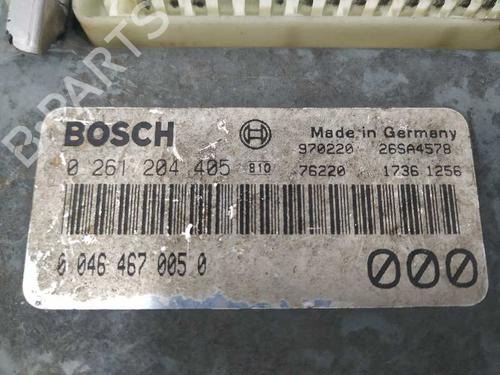 BOSCH
Made in Germany
970220 26SA4578
0 261 204 405 810
76220 1736 1256
0 046 467 005 0
000
B-PARTS